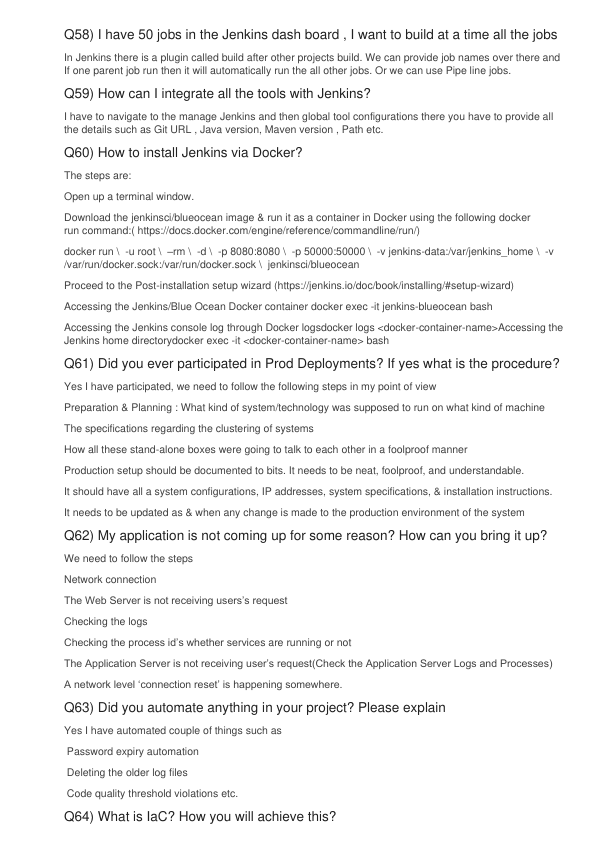 Q58) I have 50 jobs in the Jenkins dash board , I want to build at a time all the jobs
In Jenkins there is a plugin called build after other projects build. We can provide job names over there and
If one parent job run then it will automatically run the all other jobs. Or we can use Pipe line jobs.
Q59) How can I integrate all the tools with Jenkins?
I have to navigate to the manage Jenkins and then global tool configurations there you have to provide all
the details such as Git URL , Java version, Maven version , Path etc.
Q60) How to install Jenkins via Docker?
The steps are:
Open up a terminal window.
Download the jenkinsci/blueocean image & run it as a container in Docker using the following docker
run command:( https://docs.docker.com/engine/reference/commandline/run/)
docker run \  -u root \  –rm \  -d \  -p 8080:8080 \  -p 50000:50000 \  -v jenkins-data:/var/jenkins_home \  -v
/var/run/docker.sock:/var/run/docker.sock \  jenkinsci/blueocean
Proceed to the Post-installation setup wizard (https://jenkins.io/doc/book/installing/#setup-wizard)
Accessing the Jenkins/Blue Ocean Docker container docker exec -it jenkins-blueocean bash
Accessing the Jenkins console log through Docker logsdocker logs <docker-container-name>Accessing the
Jenkins home directorydocker exec -it <docker-container-name> bash
Q61) Did you ever participated in Prod Deployments? If yes what is the procedure?
Yes I have participated, we need to follow the following steps in my point of view
Preparation & Planning : What kind of system/technology was supposed to run on what kind of machine
The specifications regarding the clustering of systems
How all these stand-alone boxes were going to talk to each other in a foolproof manner
Production setup should be documented to bits. It needs to be neat, foolproof, and understandable.
It should have all a system configurations, IP addresses, system specifications, & installation instructions.
It needs to be updated as & when any change is made to the production environment of the system
Q62) My application is not coming up for some reason? How can you bring it up?
We need to follow the steps
Network connection
The Web Server is not receiving users's request
Checking the logs
Checking the process id's whether services are running or not
The Application Server is not receiving user's request(Check the Application Server Logs and Processes)
A network level 'connection reset' is happening somewhere.
Q63) Did you automate anything in your project? Please explain
Yes I have automated couple of things such as
Password expiry automation
Deleting the older log files
Code quality threshold violations etc.
Q64) What is IaC? How you will achieve this?